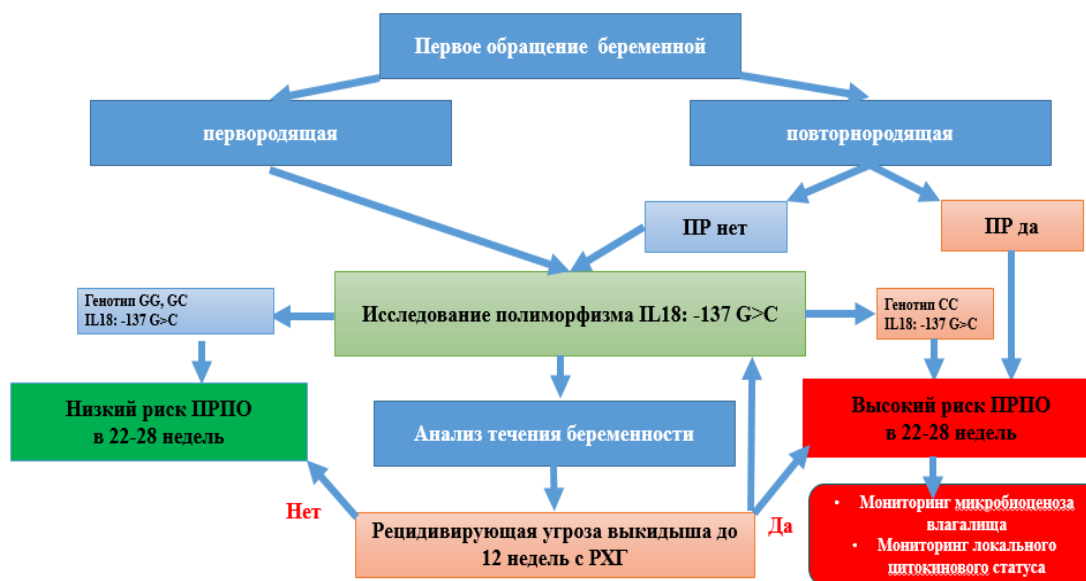 Первое обращение беременной
первородящая
повторнородящая
ПР нет
ПР да
Генотип GG, GC
IL18: -137 G>C
Исследование полиморфизма IL18: -137 G>C
Генотип CC
IL18: -137 G>C
Низкий риск ПРПО
в 22-28 недель
Анализ течения беременности
Высокий риск ПРПО
в 22-28 недель
Нет
Рецидивирующая угроза выкидыша до
12 недель с РХГ
Да
• Мониторинг микробиоценоза
влагалища
• Мониторинг локального
цитокинового статуса